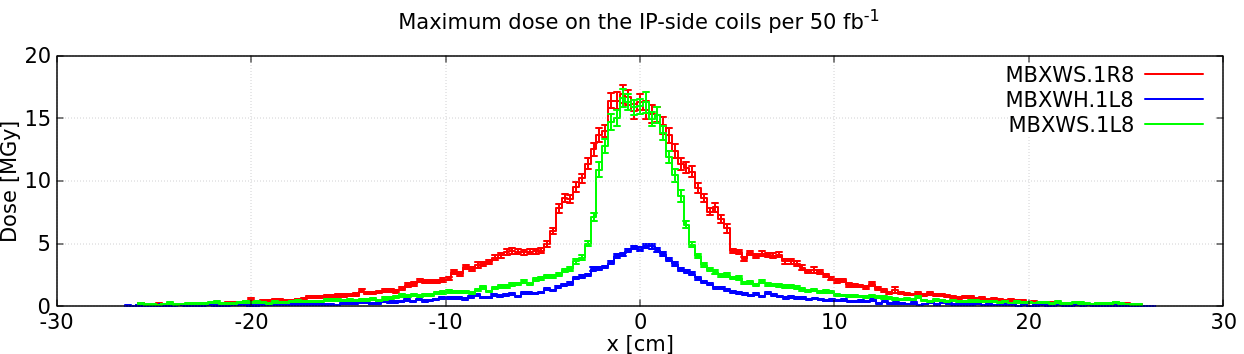 Maximum dose on the IP-side coils per 50 fb-1
20
15
10
5
0
Dose [MGy]
MBXWS.1R8
MBXWH.1L8
MBXWS.1L8
-30 -20 -10 0 10 20 30
x [cm]